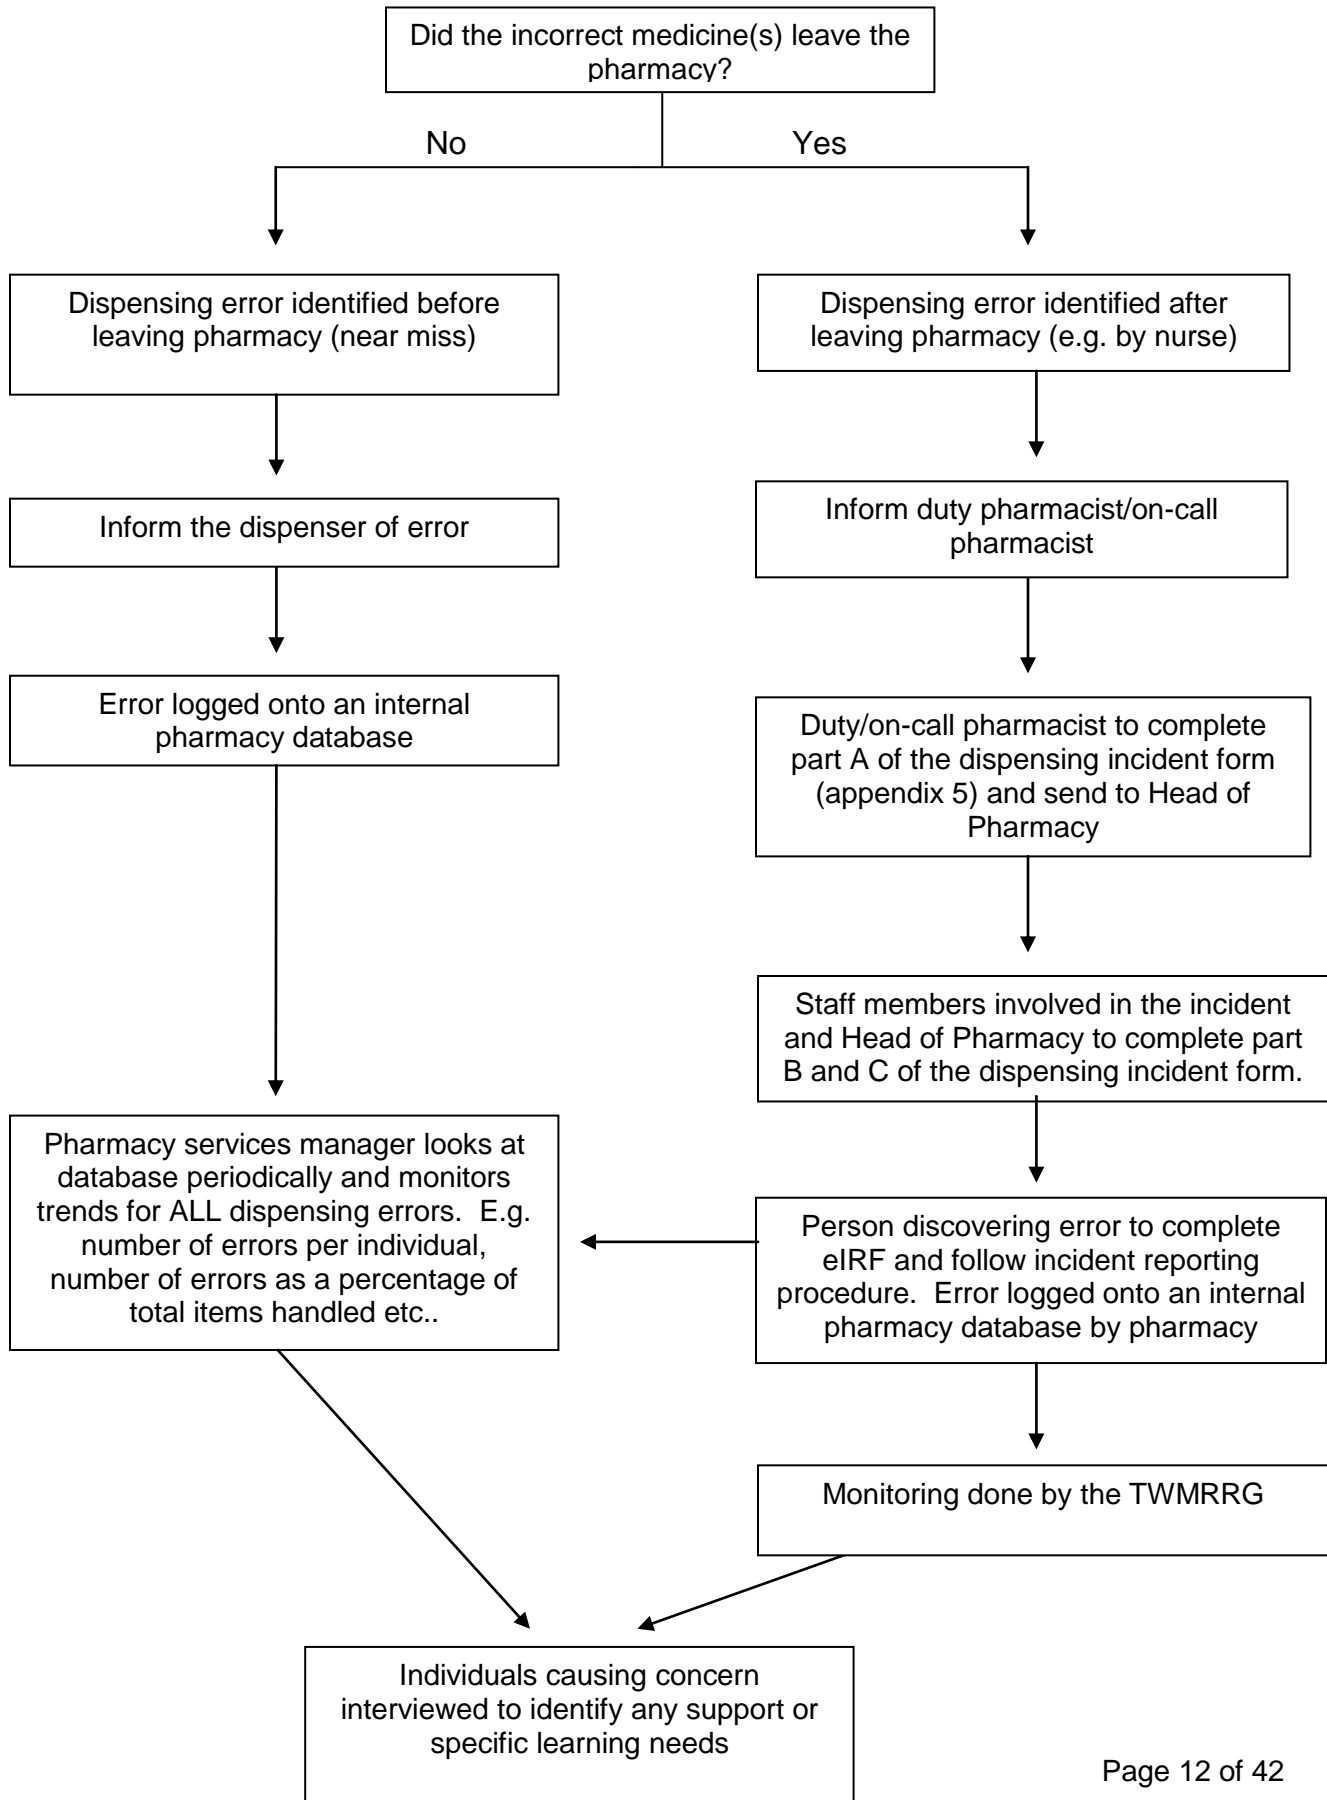 Did the incorrect medicine(s) leave the
pharmacy?
No
Yes
Dispensing error identified before
leaving pharmacy (near miss)
Dispensing error identified after
leaving pharmacy (e.g. by nurse)
Inform the dispenser of error
Inform duty pharmacist/on-call
pharmacist
Error logged onto an internal
pharmacy database
Duty/on-call pharmacist to complete
part A of the dispensing incident form
(appendix 5) and send to Head of
Pharmacy
Staff members involved in the incident
and Head of Pharmacy to complete part
B and C of the dispensing incident form.
Pharmacy services manager looks at
database periodically and monitors
trends for ALL dispensing errors.  E.g.
number of errors per individual,
number of errors as a percentage of
total items handled etc..
Person discovering error to complete
eIRF and follow incident reporting
procedure.  Error logged onto an internal
pharmacy database by pharmacy
Monitoring done by the TWMRRG
Individuals causing concern
interviewed to identify any support or
specific learning needs
Page 12 of 42